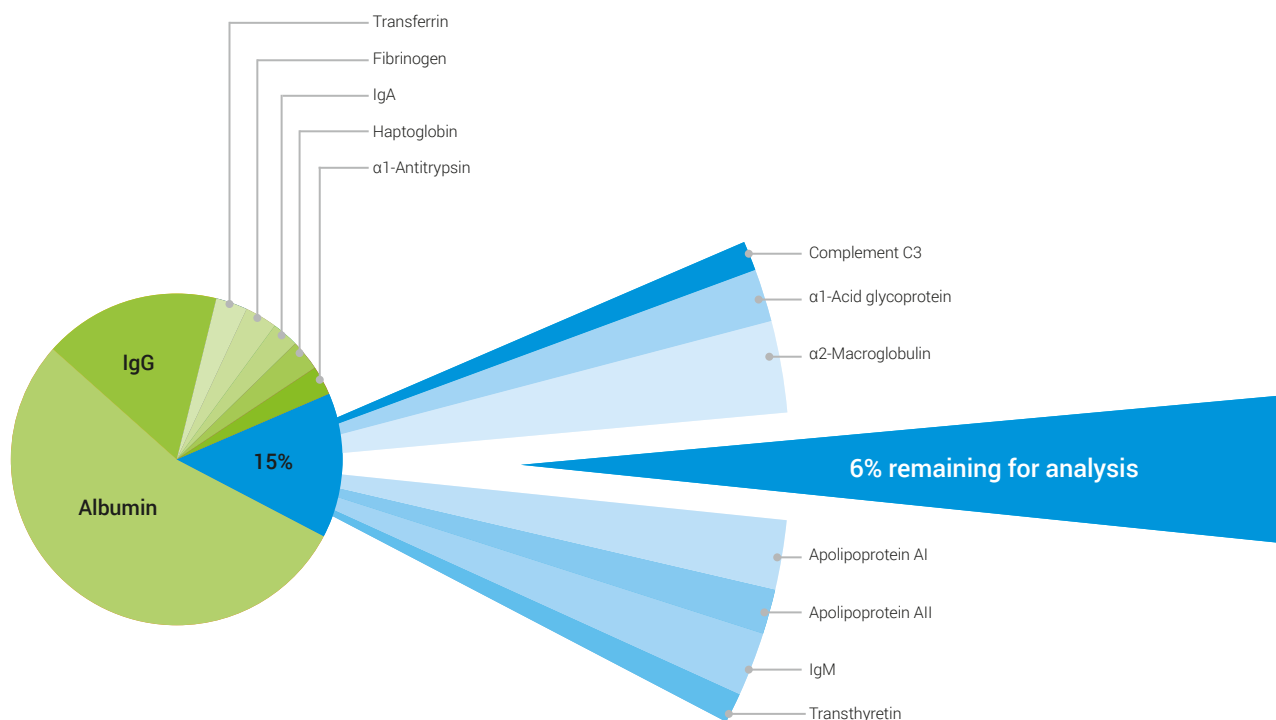 Transferrin
Fibrinogen
IgA
Haptoglobin
α1-Antitrypsin
Complement C3
α1-Acid glycoprotein
α2-Macroglobulin
IgG
15%
Albumin
6% remaining for analysis
Apolipoprotein AI
Apolipoprotein AII
IgM
Transthyretin